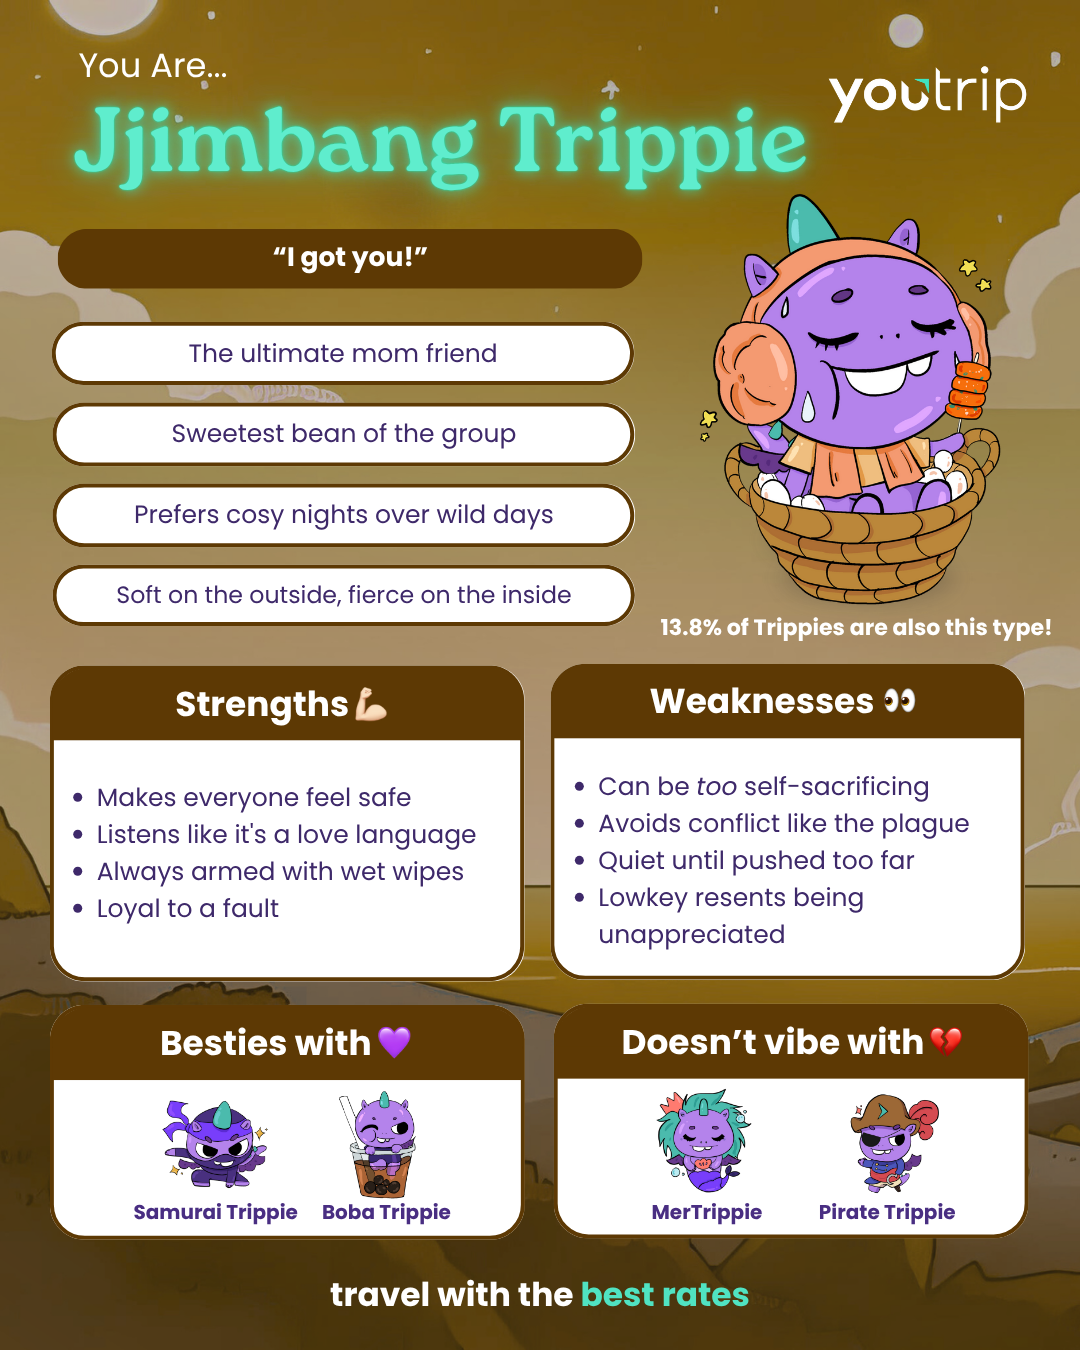 You Are...
youtrip
Jjimbang Trippie
“I got you!”
The ultimate mom friend
Sweetest bean of the group
Prefers cosy nights over wild days
Soft on the outside, fierce on the inside
13.8% of Trippies are also this type!
Strengths💪🏻
Makes everyone feel safe
Listens like it's a love language
Always armed with wet wipes
Loyal to a fault
Weaknesses 👀
Can be too self-sacrificing
Avoids conflict like the plague
Quiet until pushed too far
Lowkey resents being
unappreciated
Besties with💜
Samurai Trippie
Boba Trippie
Doesn’t vibe with💔
MerTrippie
Pirate Trippie
travel with the best rates